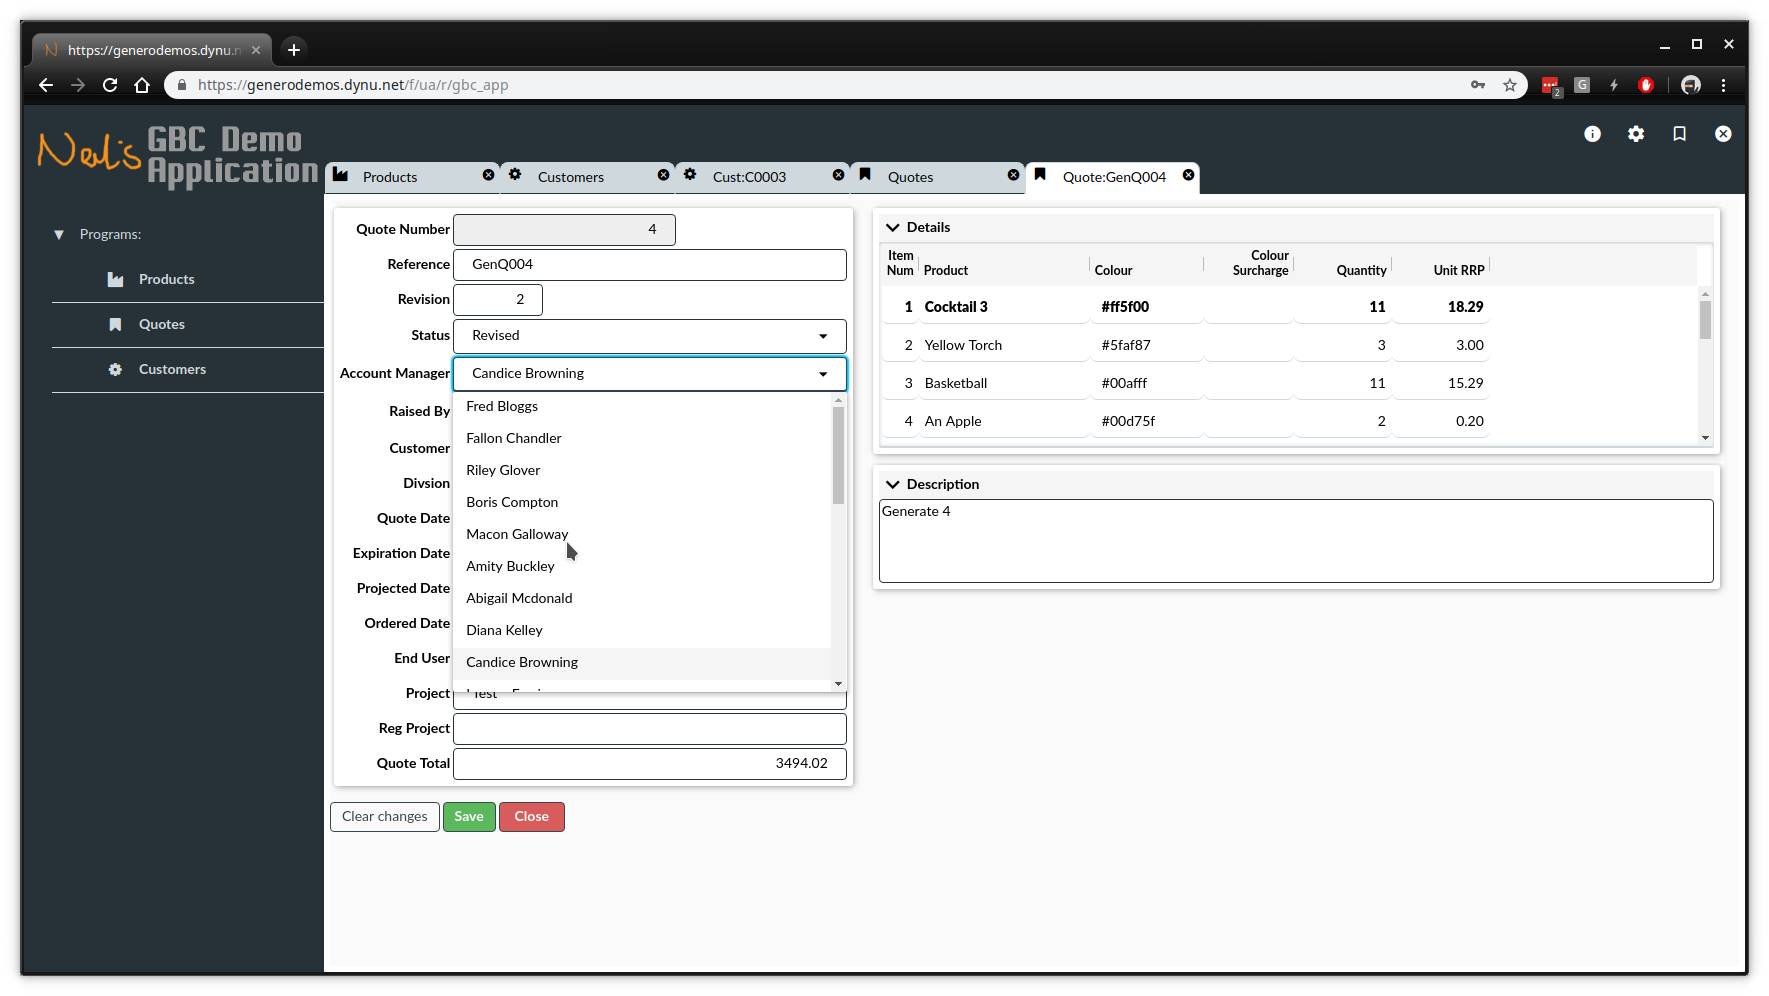 https://generodemos.dynu.n
https://generodemos.dynu.net/f/ua/r/gbc_app
2
G
Neil's GBC Demo
Application
Programs:
Products
Quotes
Customers
Products
Customers
Cust:C0003
Quotes
Quote:GenQ004
Quote Number 4
Reference GenQ004
Revision 2
Status Revised
Account Manager Candice Browning
Raised By
Customer
Divsion
Quote Date
Expiration Date
Projected Date
Ordered Date
End User
Project
Reg Project
Quote Total 3494.02
Fred Bloggs
Fallon Chandler
Riley Glover
Boris Compton
Macon Galloway
Amity Buckley
Abigail Mcdonald
Diana Kelley
Candice Browning
Clear changes Save Close
Details
Item Num Product Colour Colour Surcharge Quantity Unit RRP
1 Cocktail 3 #ff5f00 11 18.29
2 Yellow Torch #5faf87 3 3.00
3 Basketball #00afff 11 15.29
4 An Apple #00d75f 2 0.20
Description
Generate 4